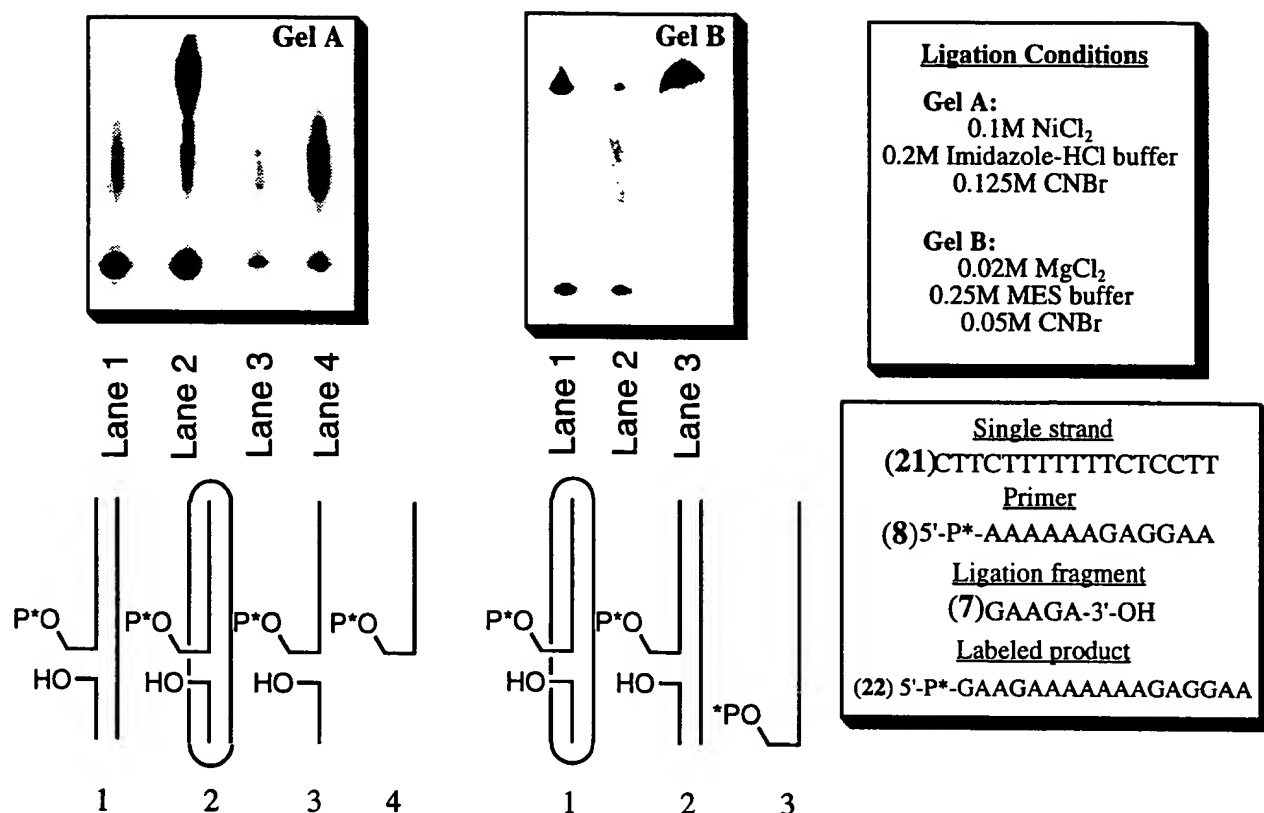 Gel A
Gel B
Lane 1
Lane 2
Lane 3
Lane 4
Lane 1
Lane 2
Lane 3
P*O
HO
P*O
HO
P*O
HO
P*O
P*O
HO
P*O
HO
*PO
1
2
3
4
1
2
3
Ligation Conditions
Gel A:
0.1M NiCl₂
0.2M Imidazole-HCl buffer
0.125M CNBr
Gel B:
0.02M MgCl₂
0.25M MES buffer
0.05M CNBr
Single strand
(21)CTTCTTTTTTTCTCCTT
Primer
(8)5'-P*-AAAAAAGAGGAA
Ligation fragment
(7)GAAGA-3'-OH
Labeled product
(22) 5'-P*-GAAGAAAAAAAGAGGAA